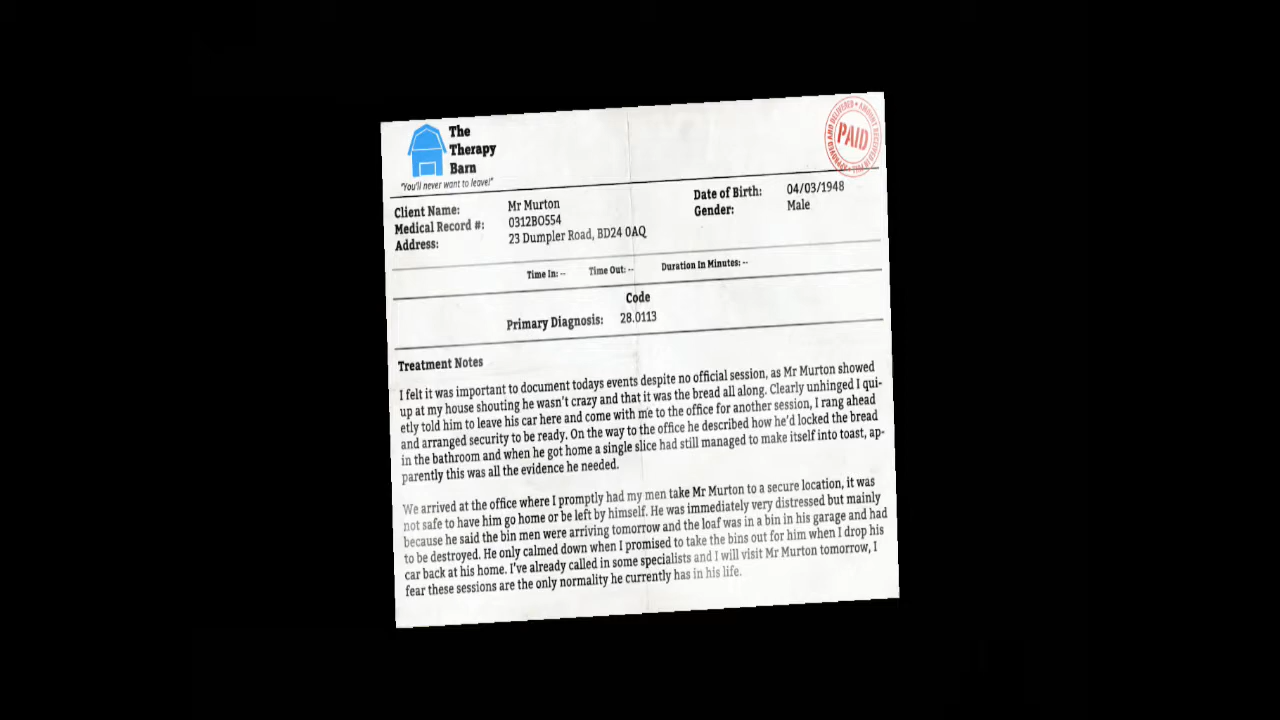 The
Therapy
Barn
"You'll never want to leave!"
PAID
Client Name: Mr Murton
Medical Record #: 0312BO554
Address: 23 Dumpler Road, BD24 0AQ
Date of Birth: 04/03/1948
Gender: Male
Time In: -- Time Out: -- Duration In Minutes: --
Code
Primary Diagnosis: 28.0113
Treatment Notes
I felt it was important to document todays events despite no official session, as Mr Murton showed
up at my house shouting he wasn't crazy and that it was the bread all along. Clearly unhinged I qui-
etly told him to leave his car here and come with me to the office for another session, I rang ahead
and arranged security to be ready. On the way to the office he described how he'd locked the bread
in the bathroom and when he got home a single slice had still managed to make itself into toast, ap-
parently this was all the evidence he needed.
We arrived at the office where I promptly had my men take Mr Murton to a secure location, it was
not safe to have him go home or be left by himself. He was immediately very distressed but mainly
because he said the bin men were arriving tomorrow and the loaf was in a bin in his garage and had
to be destroyed. He only calmed down when I promised to take the bins out for him when I drop his
car back at his home. I've already called in some specialists and I will visit Mr Murton tomorrow, I
fear these sessions are the only normality he currently has in his life.